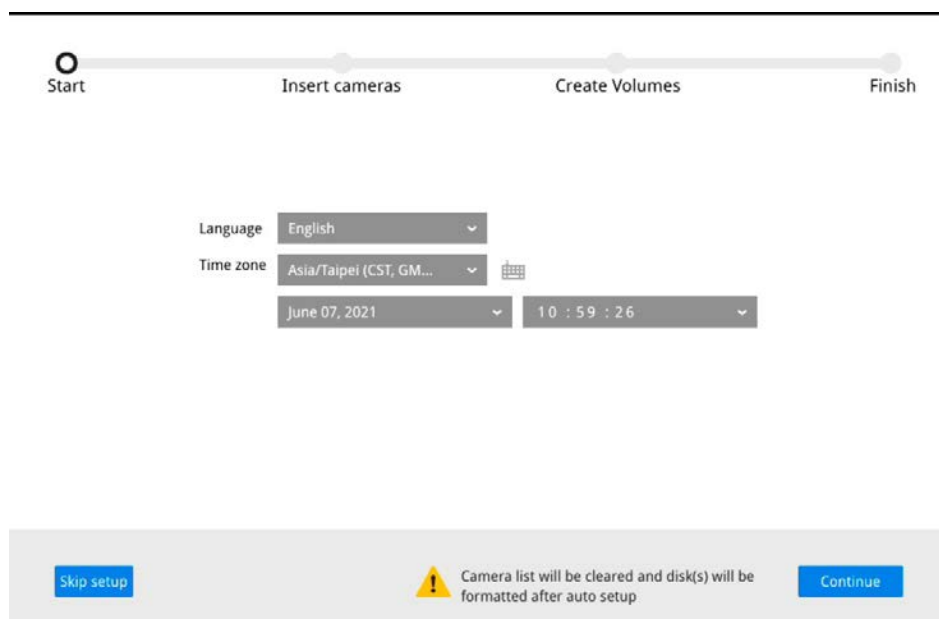 Start
Insert cameras
Create Volumes
Finish
Language
English
Time zone
Asia/Taipei (CST, GM...
June 07, 2021
10 : 59 : 26
Skip setup
Camera list will be cleared and disk(s) will be
formatted after auto setup
Continue